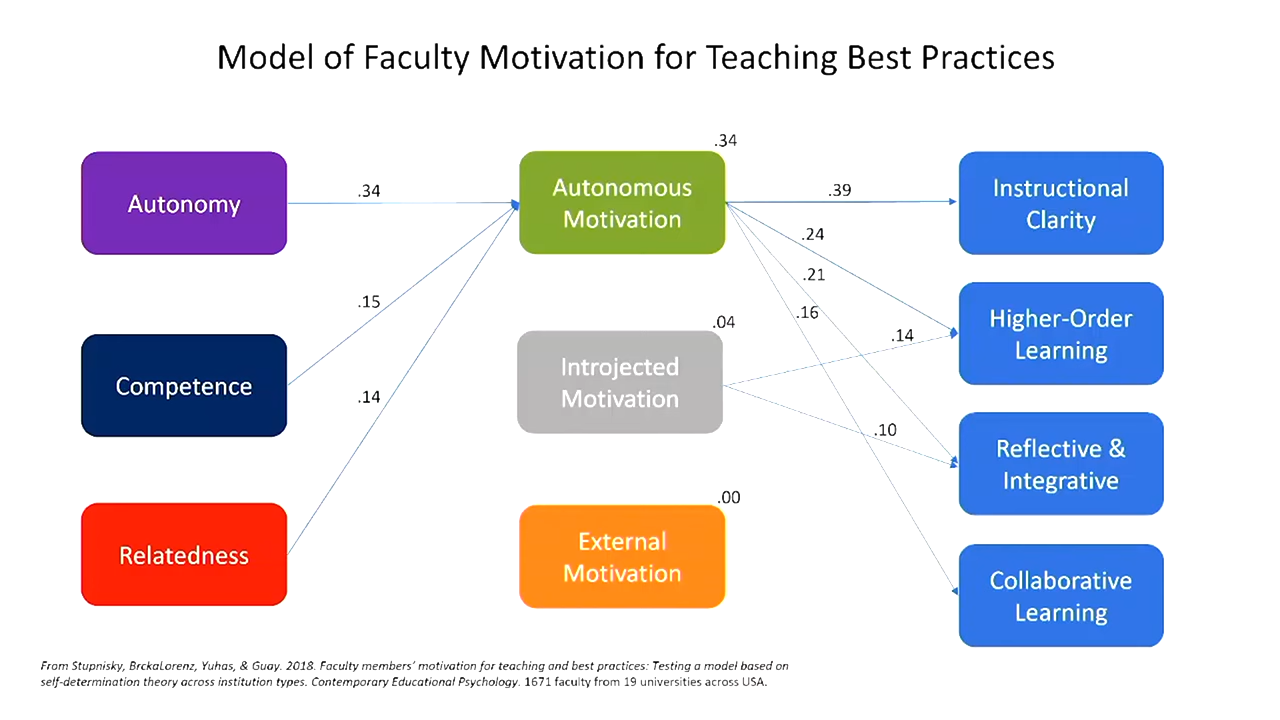 Model of Faculty Motivation for Teaching Best Practices
.34
Autonomy
.34
Autonomous
Motivation
.39
Instructional
Clarity
.24
.21
.16
.15
Competence
.04
Introjected
Motivation
.14
Higher-Order
Learning
.14
.10
Reflective &
Integrative
Relatedness
.00
External
Motivation
Collaborative
Learning
From Stupnisky, BrckaLorenz, Yuhas, & Guay. 2018. Faculty members' motivation for teaching and best practices: Testing a model based on
self-determination theory across institution types. Contemporary Educational Psychology. 1671 faculty from 19 universities across USA.